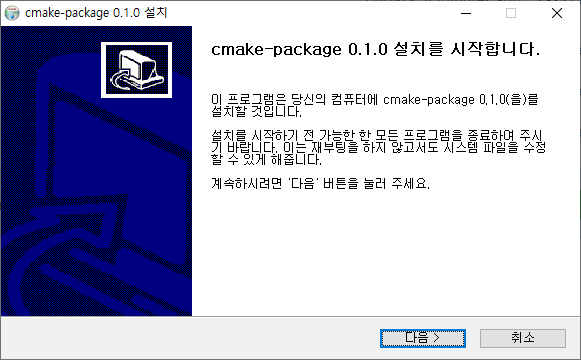 cmake-package 0.1.0 설치
cmake-package 0.1.0 설치를 시작합니다.
이 프로그램은 당신의 컴퓨터에 cmake-package 0.1.0(을)를
설치할 것입니다.
설치를 시작하기 전 가능한 한 모든 프로그램을 종료하여 주시
기 바랍니다. 이는 재부팅을 하지 않고서도 시스템 파일을 수정
할 수 있게 해줍니다.
계속하시려면 '다음' 버튼을 눌러 주세요.
다음 >
취소